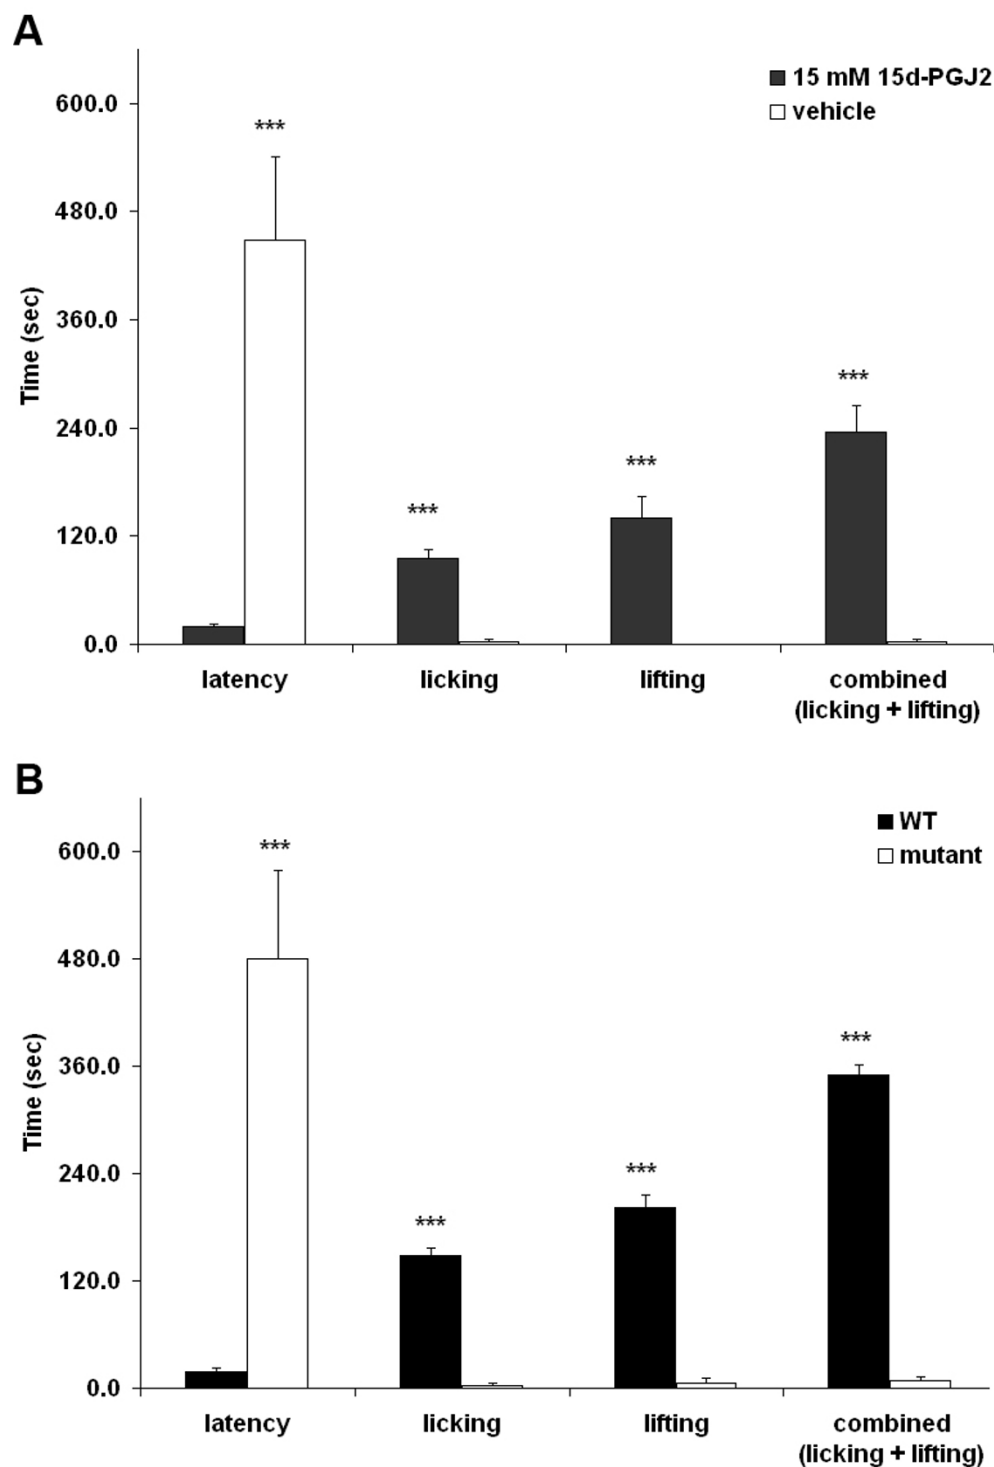 A
15 mM 15d-PGJ2
vehicle
600.0
***
480.0
360.0
***
240.0
***
***
120.0
0.0
Time (sec)
latency licking lifting combined
(licking + lifting)
B
WT
mutant
600.0
***
480.0
360.0
***
240.0
***
***
120.0
0.0
Time (sec)
latency licking lifting combined
(licking + lifting)